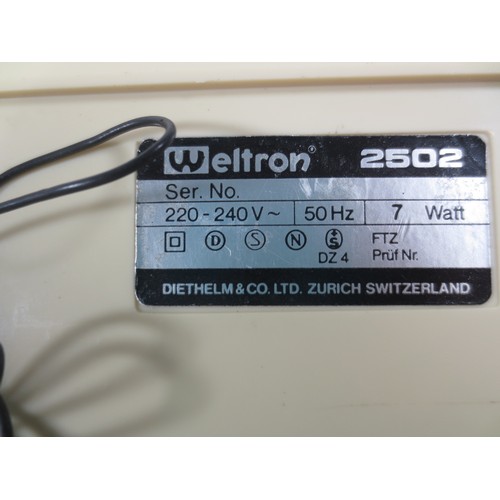 Weltron® 2502
Ser. No.
220-240V~ 50Hz 7 Watt
D S N S FTZ
DZ 4 Prüf Nr.
DIETHELM & CO. LTD. ZURICH SWITZERLAND